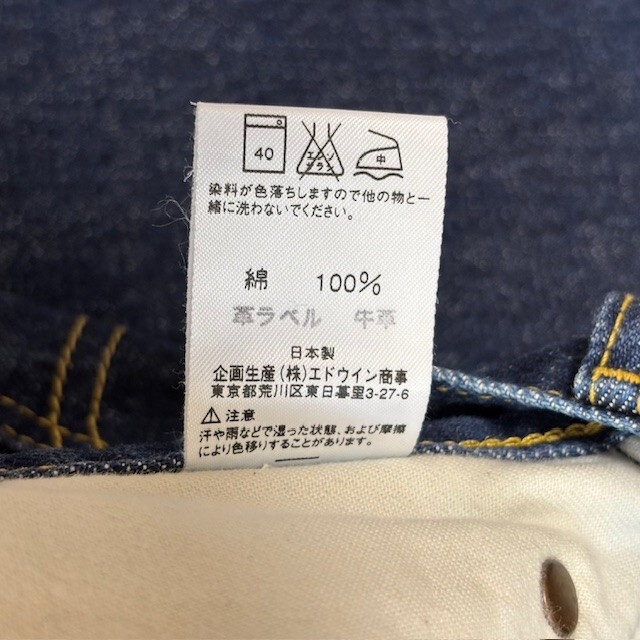 40 エンソ サラシ 中
染料が色落ちしますので他の物と一
緒に洗わないでください。
綿 100%
革ラベル 牛革
日本製
企画生産(株)エドウイン商事
東京都荒川区東日暮里3-27-6
⚠注意
汗や雨などで湿った状態、および摩擦
により色移りすることがあります。